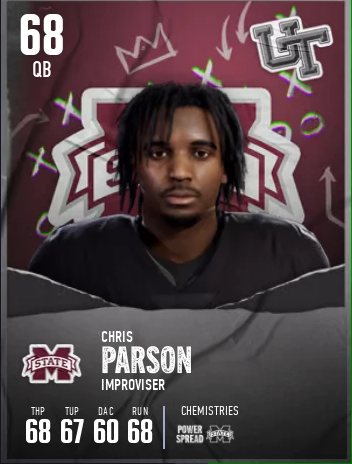 68
QB
UT
CHRIS
PARSON
IMPROVISER
M
STATE
THP TUP DAC RUN
68 67 60 68
CHEMISTRIES
POWER
SPREAD